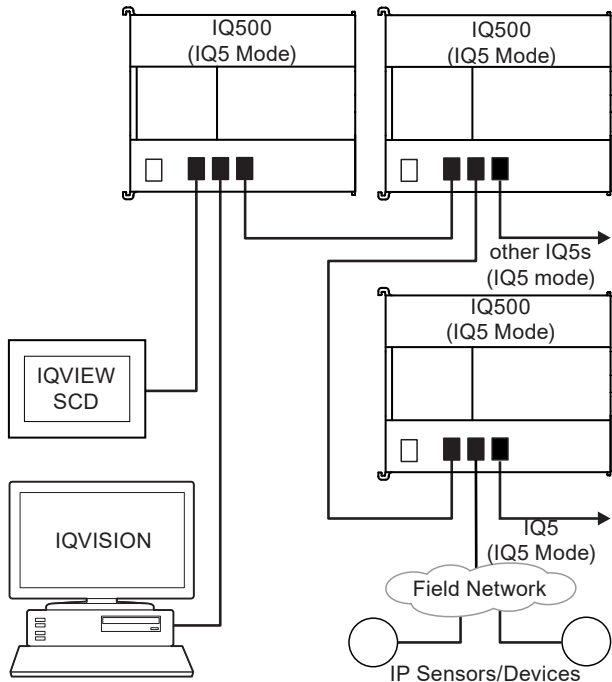 IQ500
(IQ5 Mode)
IQ500
(IQ5 Mode)
other IQ5s
(IQ5 mode)
IQ500
(IQ5 Mode)
IQVIEW
SCD
IQVISION
IQ5
(IQ5 Mode)
Field Network
IP Sensors/Devices